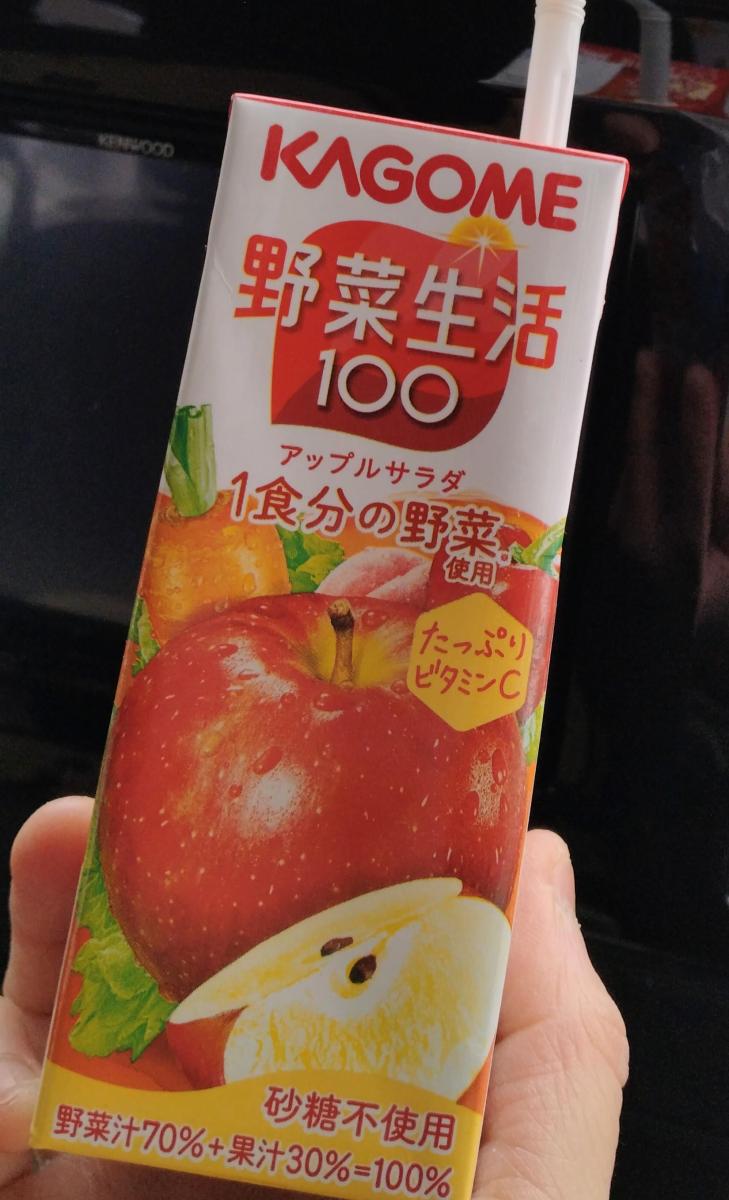 KENWOOD
KAGOME
野菜生活
100
アップルサラダ
1食分の野菜
使用
たっぷり
ビタミンC
砂糖不使用
野菜汁70%+果汁30%=100%